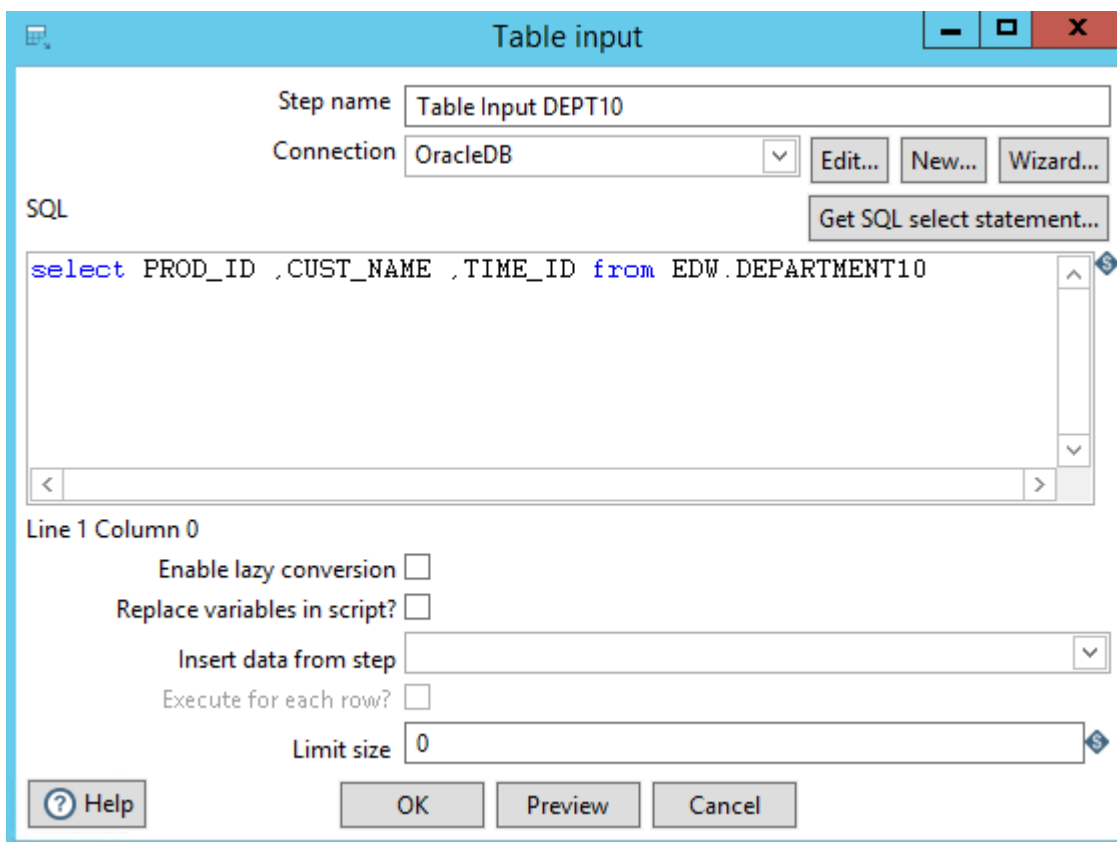 Table input
Step name Table Input DEPT10
Connection OracleDB Edit... New... Wizard...
SQL Get SQL select statement...
select PROD_ID ,CUST_NAME ,TIME_ID from EDW.DEPARTMENT10
Line 1 Column 0
Enable lazy conversion
Replace variables in script?
Insert data from step
Execute for each row?
Limit size 0
Help OK Preview Cancel